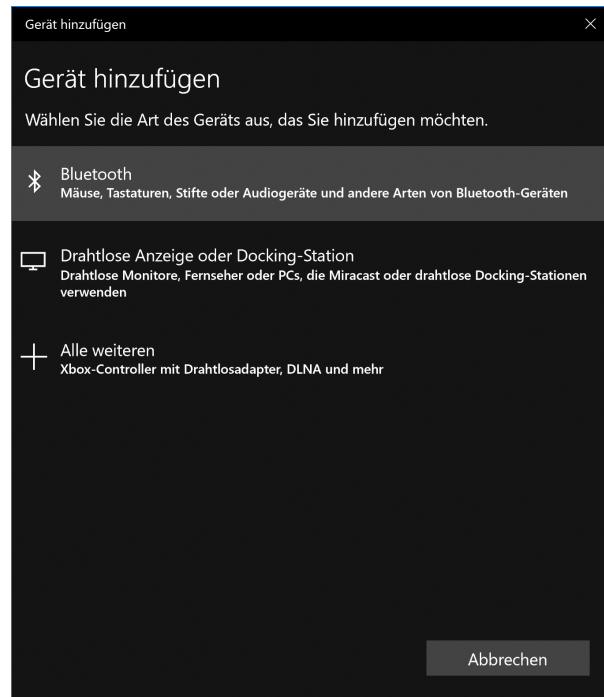 Gerät hinzufügen
Gerät hinzufügen
Wählen Sie die Art des Geräts aus, das Sie hinzufügen möchten.
Bluetooth
Mäuse, Tastaturen, Stifte oder Audiogeräte und andere Arten von Bluetooth-Geräten
Drahtlose Anzeige oder Docking-Station
Drahtlose Monitore, Fernseher oder PCs, die Miracast oder drahtlose Docking-Stationen
verwenden
Alle weiteren
Xbox-Controller mit Drahtlosadapter, DLNA und mehr
Abbrechen